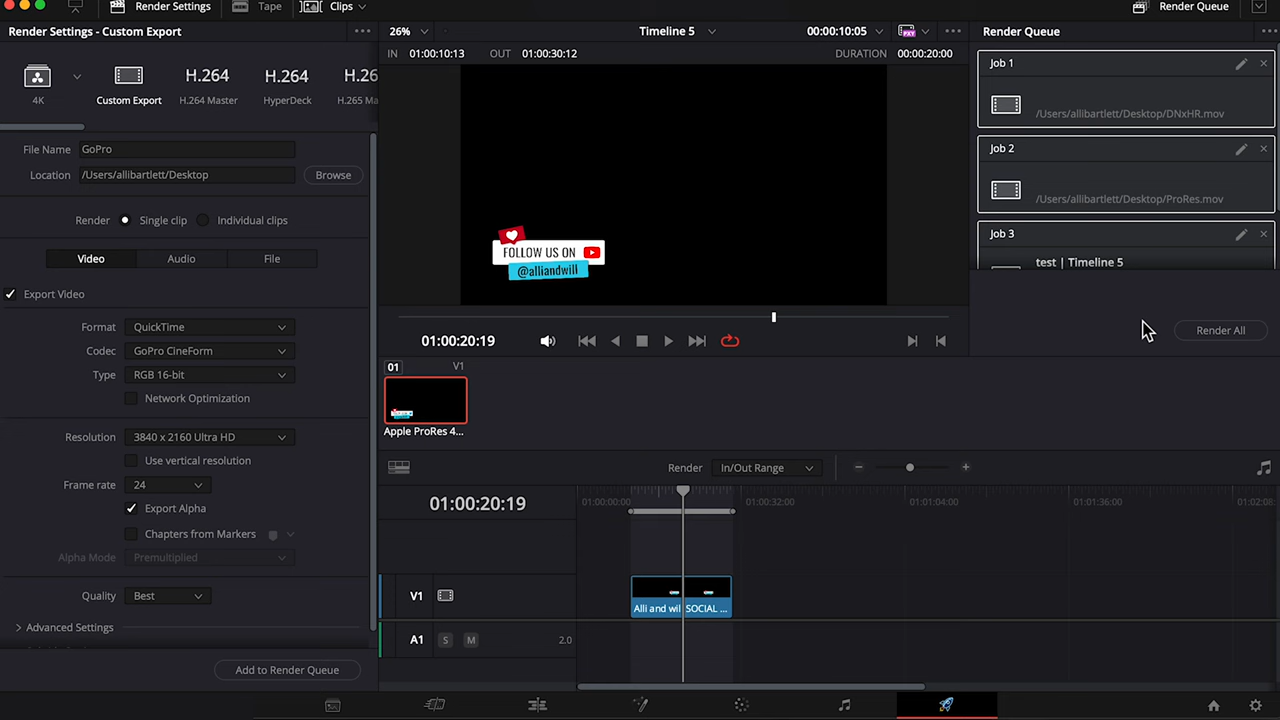 Render Settings
Tape
Clips
Render Queue
Render Settings - Custom Export
26%
Timeline 5
00:00:10:05
Render Queue
IN 01:00:10:13 OUT 01:00:30:12
DURATION 00:00:20:00
4K
Custom Export
H.264
H.264 Master
H.264
HyperDeck
H.26
H.265 Ma
Job 1
/Users/allibartlett/Desktop/DNxHR.mov
Job 2
/Users/allibartlett/Desktop/ProRes.mov
Job 3
test | Timeline 5
Render All
File Name GoPro
Location /Users/allibartlett/Desktop Browse
Render Single clip Individual clips
Video Audio File
Export Video
Format QuickTime
Codec GoPro CineForm
Type RGB 16-bit
Network Optimization
Resolution 3840 x 2160 Ultra HD
Use vertical resolution
Frame rate 24
Export Alpha
Chapters from Markers
Alpha Mode Premultiplied
Quality Best
Advanced Settings
Add to Render Queue
FOLLOW US ON
@alliandwill
01:00:20:19
01 V1
Apple ProRes 4...
Render In/Out Range
01:00:20:19
01:00:00:00 01:00:32:00 01:01:04:00 01:01:36:00 01:02:08:
V1
Alli and wil SOCIAL ...
A1 S M 2.0